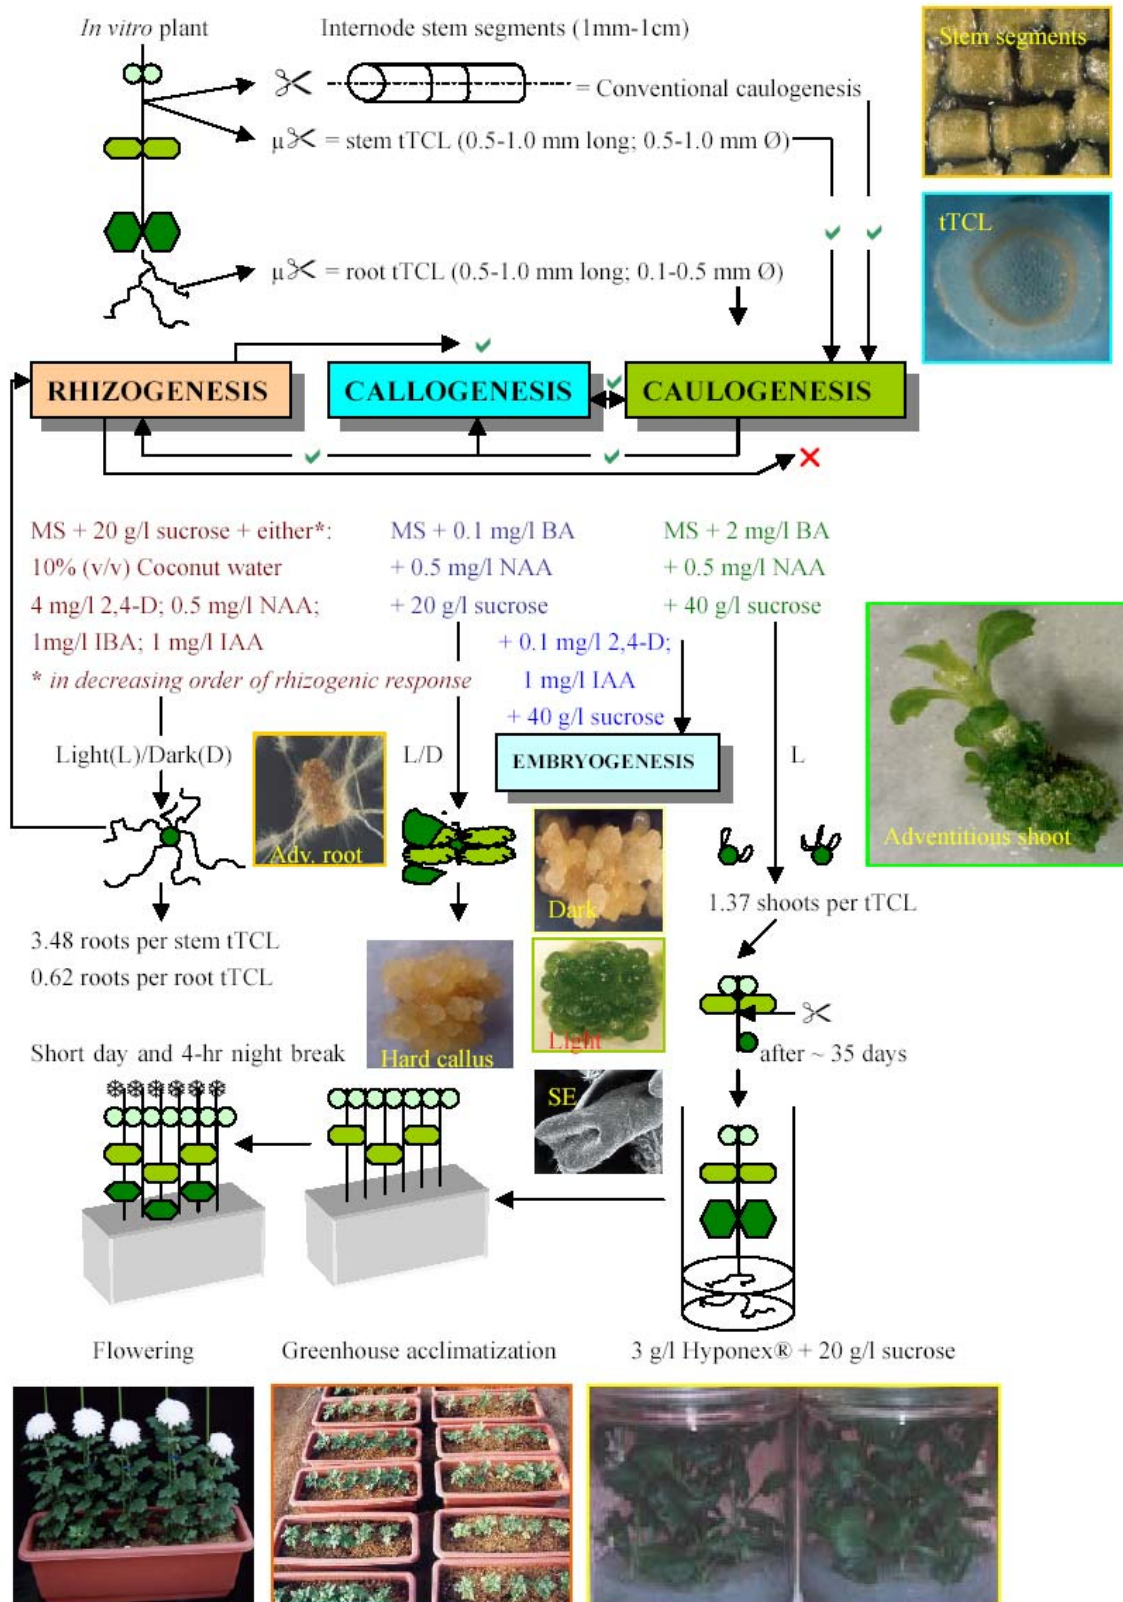 In vitro plant
Internode stem segments (1mm-1cm)
Stem segments
= Conventional caulogenesis
µ = stem tTCL (0.5-1.0 mm long; 0.5-1.0 mm Ø)
tTCL
µ = root tTCL (0.5-1.0 mm long; 0.1-0.5 mm Ø)
RHIZOGENESIS
CALLOGENESIS
CAULOGENESIS
MS + 20 g/l sucrose + either*:
10% (v/v) Coconut water
4 mg/l 2,4-D; 0.5 mg/l NAA;
1mg/l IBA; 1 mg/l IAA
* in decreasing order of rhizogenic response
MS + 0.1 mg/l BA
+ 0.5 mg/l NAA
+ 20 g/l sucrose
MS + 2 mg/l BA
+ 0.5 mg/l NAA
+ 40 g/l sucrose
+ 0.1 mg/l 2,4-D;
1 mg/l IAA
+ 40 g/l sucrose
EMBRYOGENESIS
Light(L)/Dark(D)
L/D
L
Adv. root
Adventitious shoot
Dark
1.37 shoots per tTCL
3.48 roots per stem tTCL
0.62 roots per root tTCL
Hard callus
Light
after ~ 35 days
Short day and 4-hr night break
SE
Flowering
Greenhouse acclimatization
3 g/l Hyponex® + 20 g/l sucrose